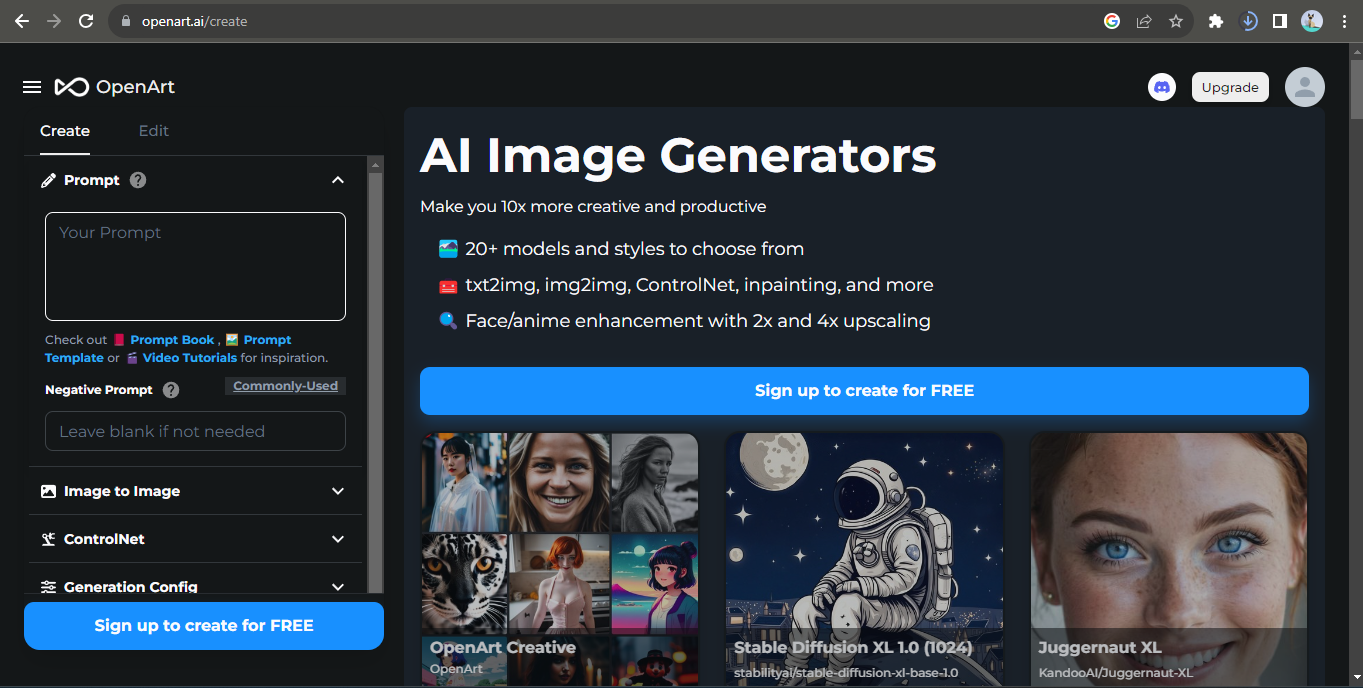 openart.ai/create
OpenArt
Upgrade
Create
Edit
Prompt ?
Your Prompt
Check out Prompt Book , Prompt
Template or Video Tutorials for inspiration.
Negative Prompt ?
Commonly-Used
Leave blank if not needed
Image to Image
ControlNet
Generation Config
Sign up to create for FREE
AI Image Generators
Make you 10x more creative and productive
20+ models and styles to choose from
txt2img, img2img, ControlNet, inpainting, and more
Face/anime enhancement with 2x and 4x upscaling
Sign up to create for FREE
OpenArt Creative
OpenArt
Stable Diffusion XL 1.0 (1024)
stabilityai/stable-diffusion-xl-base-1.0
Juggernaut XL
KandooAI/Juggernaut-XL